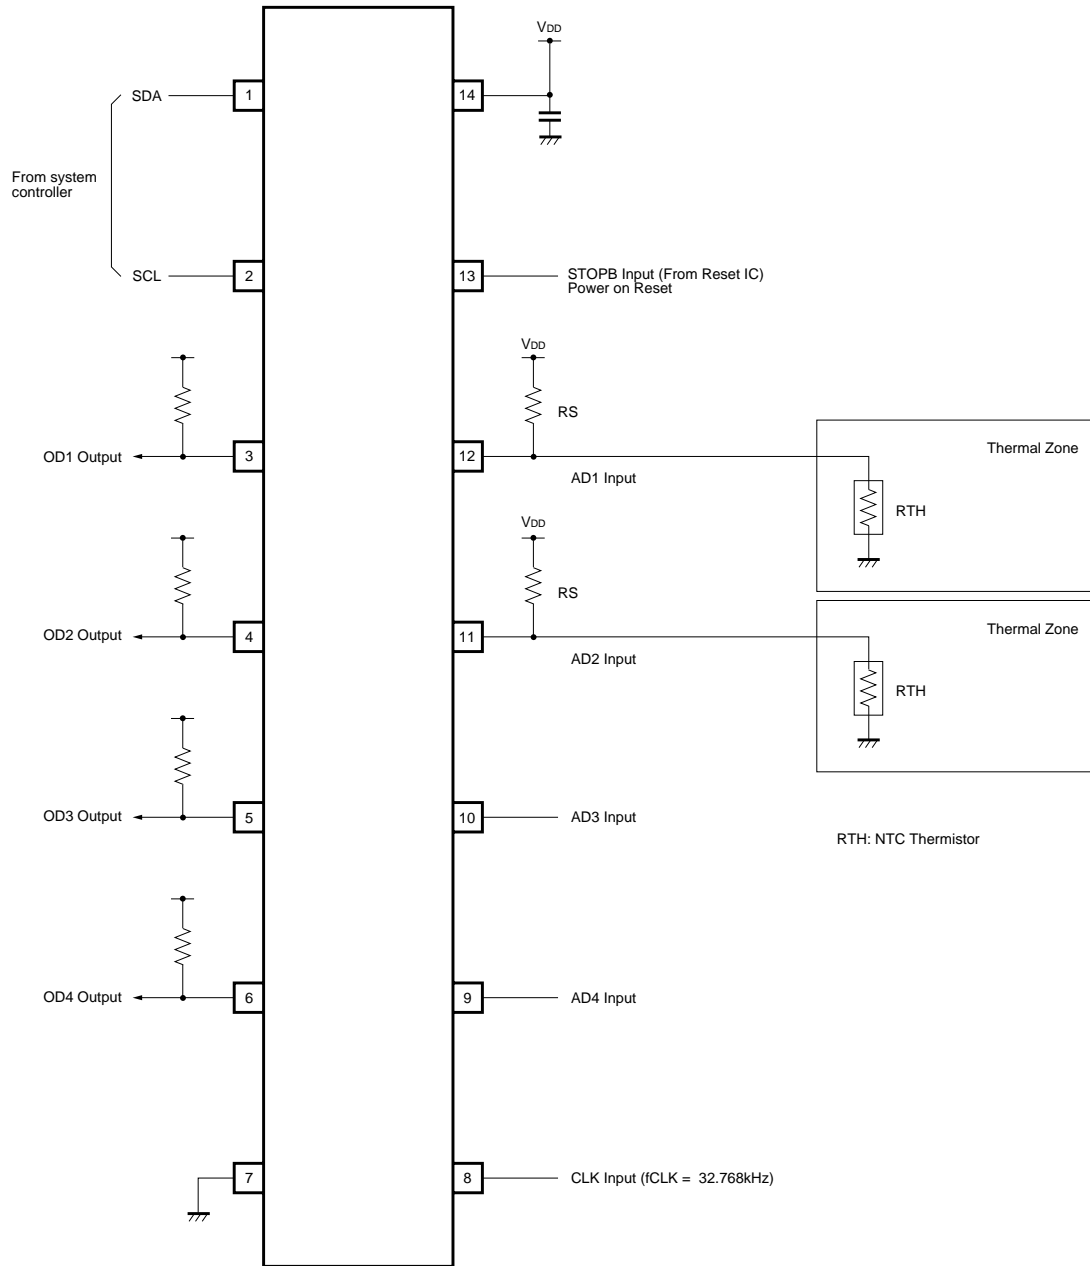 VDD
SDA
1
14
From system
controller
SCL
2
13
STOPB Input (From Reset IC)
Power on Reset
VDD
RS
OD1 Output
3
12
AD1 Input
Thermal Zone
RTH
VDD
RS
OD2 Output
4
11
AD2 Input
Thermal Zone
RTH
OD3 Output
5
10
AD3 Input
RTH: NTC Thermistor
OD4 Output
6
9
AD4 Input
7
8
CLK Input (fCLK = 32.768kHz)